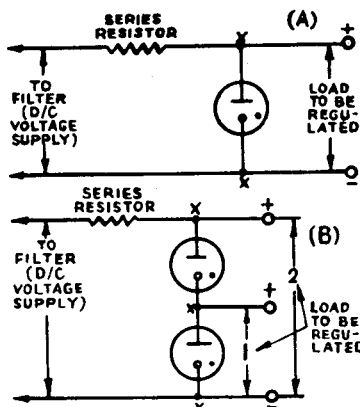 SERIES
RESISTOR
(A)
X
+
TO
FILTER
(D/C
VOLTAGE
SUPPLY)
LOAD
TO BE
REGU-
LATED
X
−
SERIES
RESISTOR
X
(B)
+
TO
FILTER
(D/C
VOLTAGE
SUPPLY)
2
X
+
1
LOAD
TO BE
REGU-
LATED
X
−